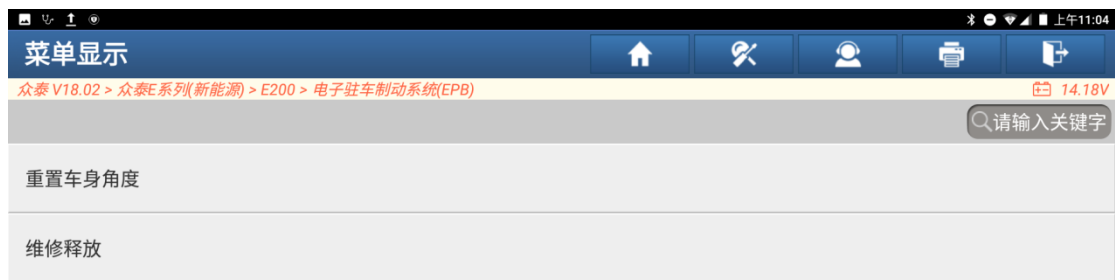 上午11:04
菜单显示
众泰 V18.02 > 众泰E系列(新能源) > E200 > 电子驻车制动系统(EPB) 14.18V
请输入关键字
重置车身角度
维修释放